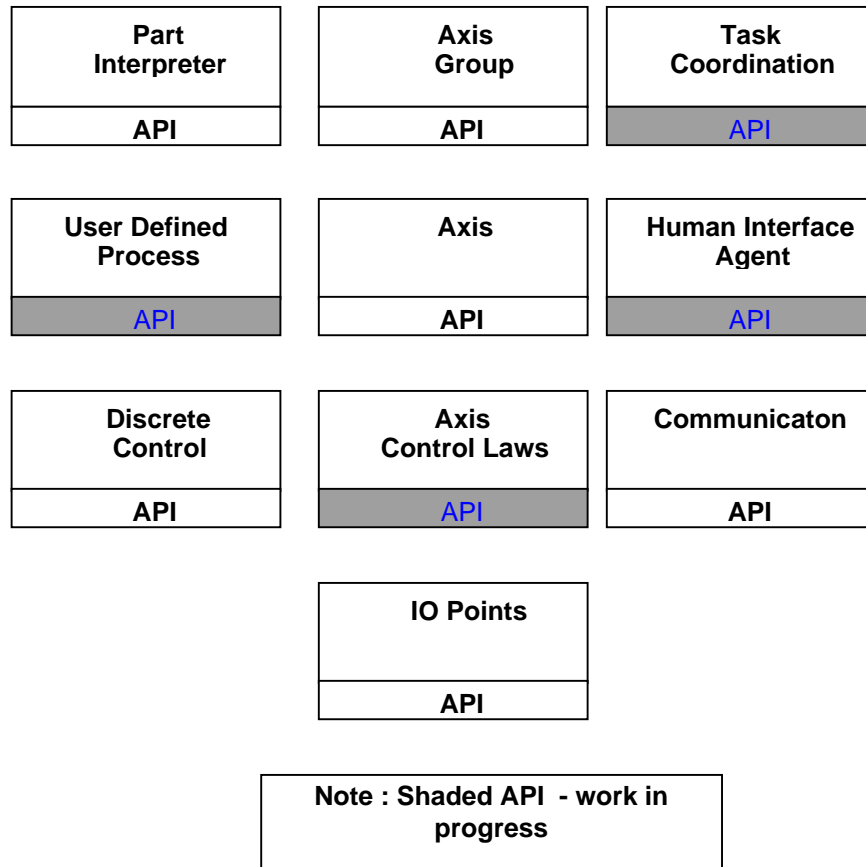 Part
Interpreter
API
Axis
Group
API
Task
Coordination
API
User Defined
Process
API
Axis
API
Human Interface
Agent
API
Discrete
Control
API
Axis
Control Laws
API
Communicaton
API
IO Points
API
Note : Shaded API - work in
progress